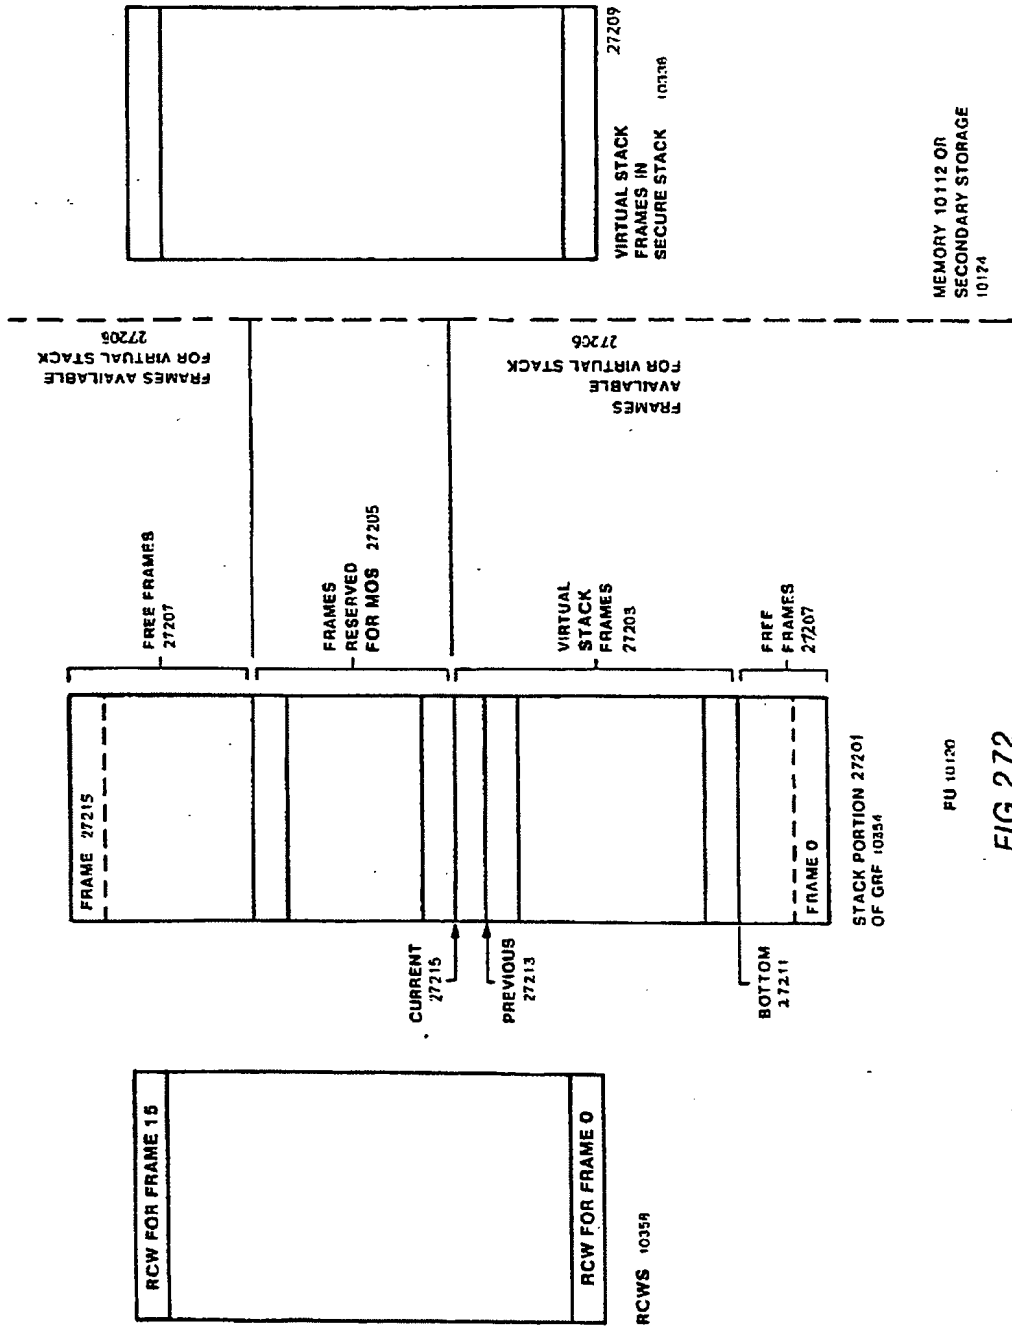 RCW FOR FRAME 15
RCW FOR FRAME 0
RCWS 10358
FRAME 27215
FRAME 0
CURRENT
27215
PREVIOUS
27213
BOTTOM
27211
STACK PORTION 27201
OF GRF 10354
FREE FRAMES
27207
FRAMES
RESERVED
FOR MOS 27205
VIRTUAL
STACK
FRAMES
27203
FREE
FRAMES
27207
FRAMES AVAILABLE
FOR VIRTUAL STACK
27206
FRAMES
AVAILABLE
FOR VIRTUAL STACK
27206
VIRTUAL STACK
FRAMES IN
SECURE STACK 10336
27209
FU 10120
MEMORY 10112 OR
SECONDARY STORAGE
10124
FIG 272